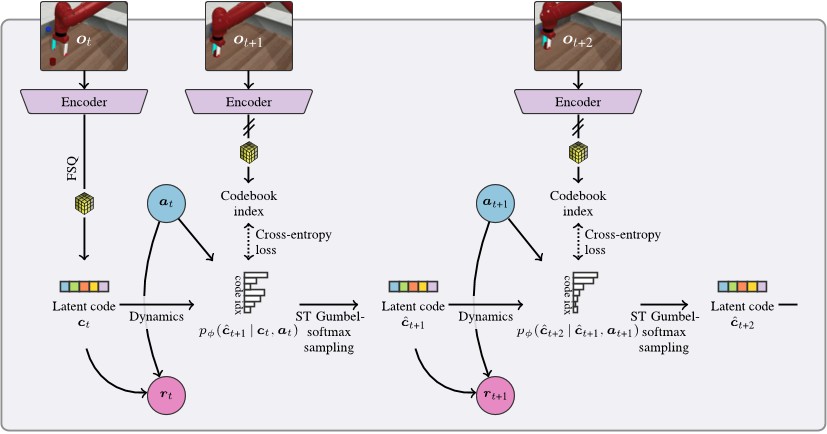 o_t
o_{t+1}
o_{t+2}
Encoder
Encoder
Encoder
FSQ
a_t
Codebook
index
a_{t+1}
Codebook
index
Cross-entropy
loss
Cross-entropy
loss
code idx
code idx
Latent code
c_t
Dynamics
p_ϕ(ĉ_{t+1} | c_t, a_t)
ST Gumbel-
softmax
sampling
Latent code
ĉ_{t+1}
Dynamics
p_ϕ(ĉ_{t+2} | ĉ_{t+1}, a_{t+1})
ST Gumbel-
softmax
sampling
Latent code
ĉ_{t+2}
r_t
r_{t+1}